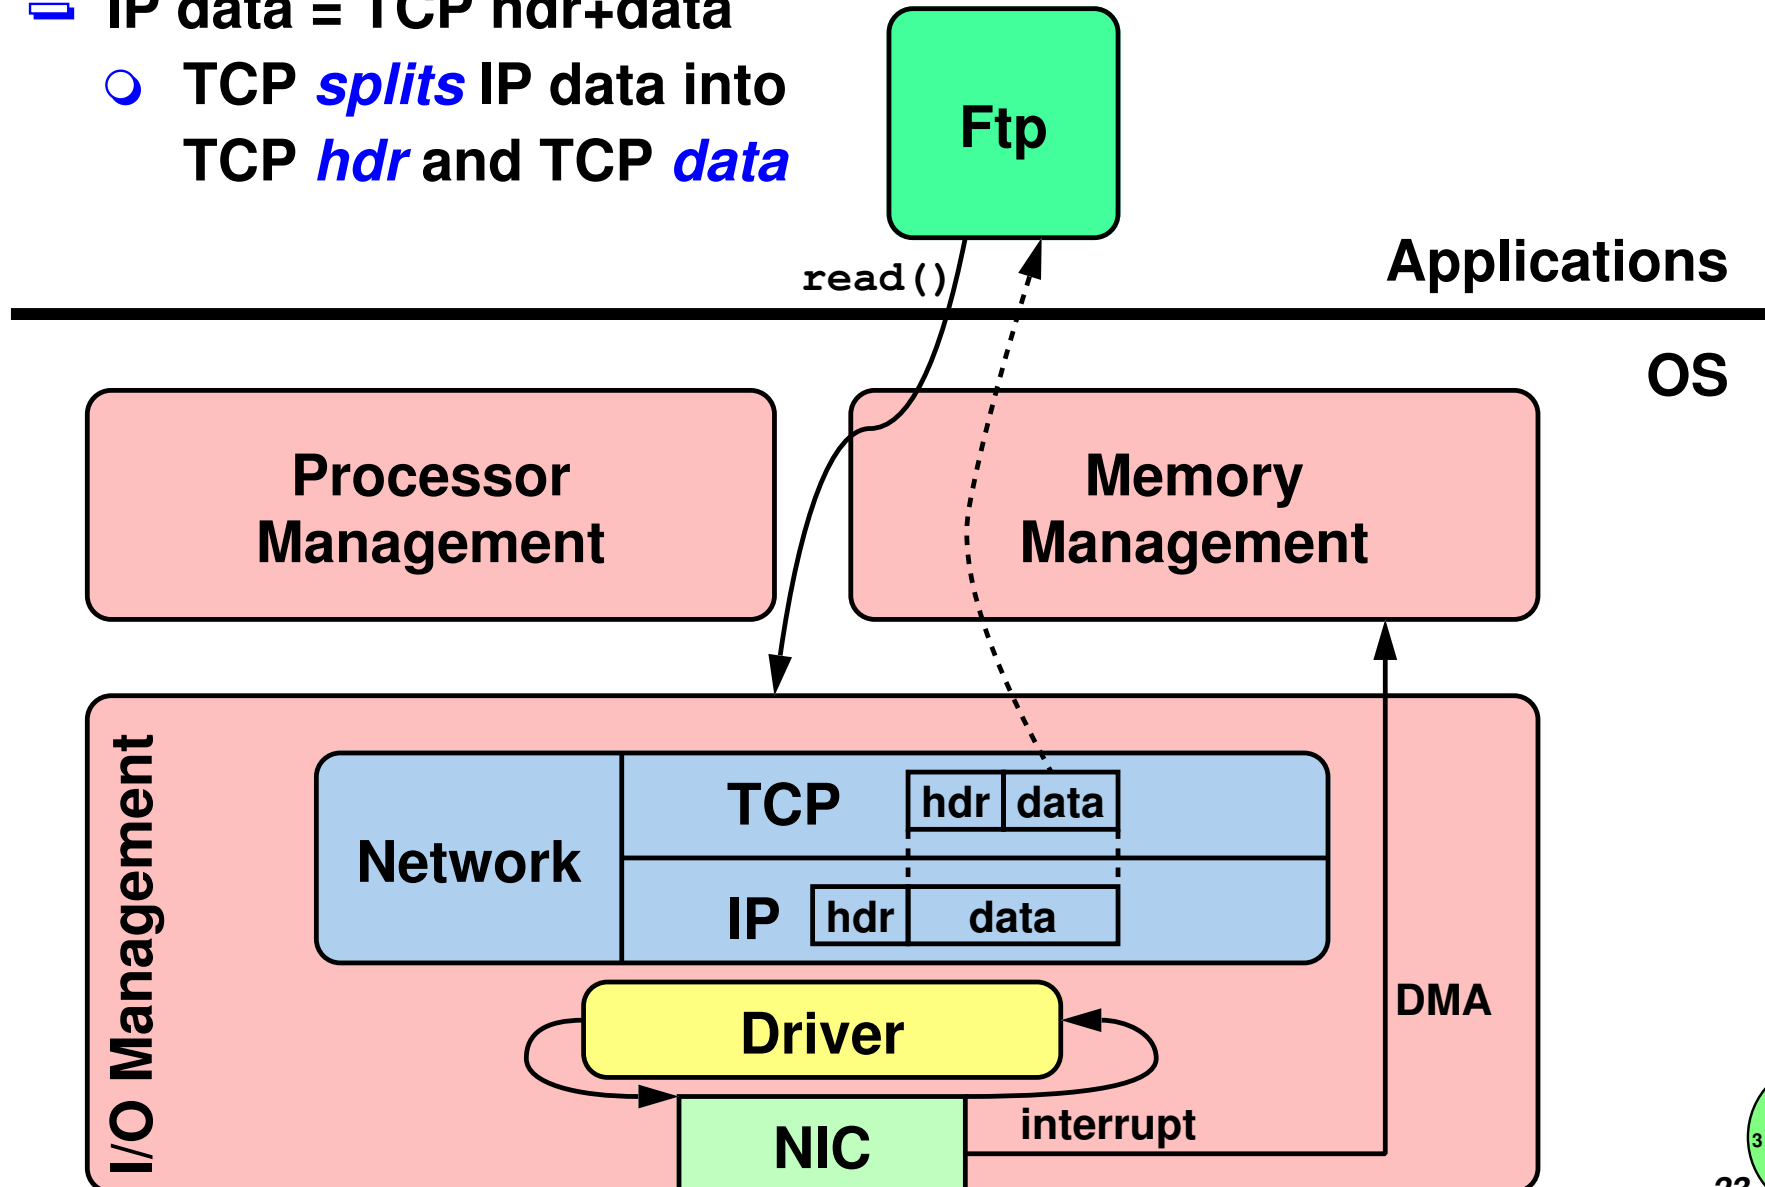 IP data = TCP hdr+data
TCP splits IP data into
TCP hdr and TCP data
Ftp
read()
Applications
OS
Processor
Management
Memory
Management
I/O Management
Network
TCP
hdr
data
IP
hdr
data
DMA
Driver
interrupt
NIC
3